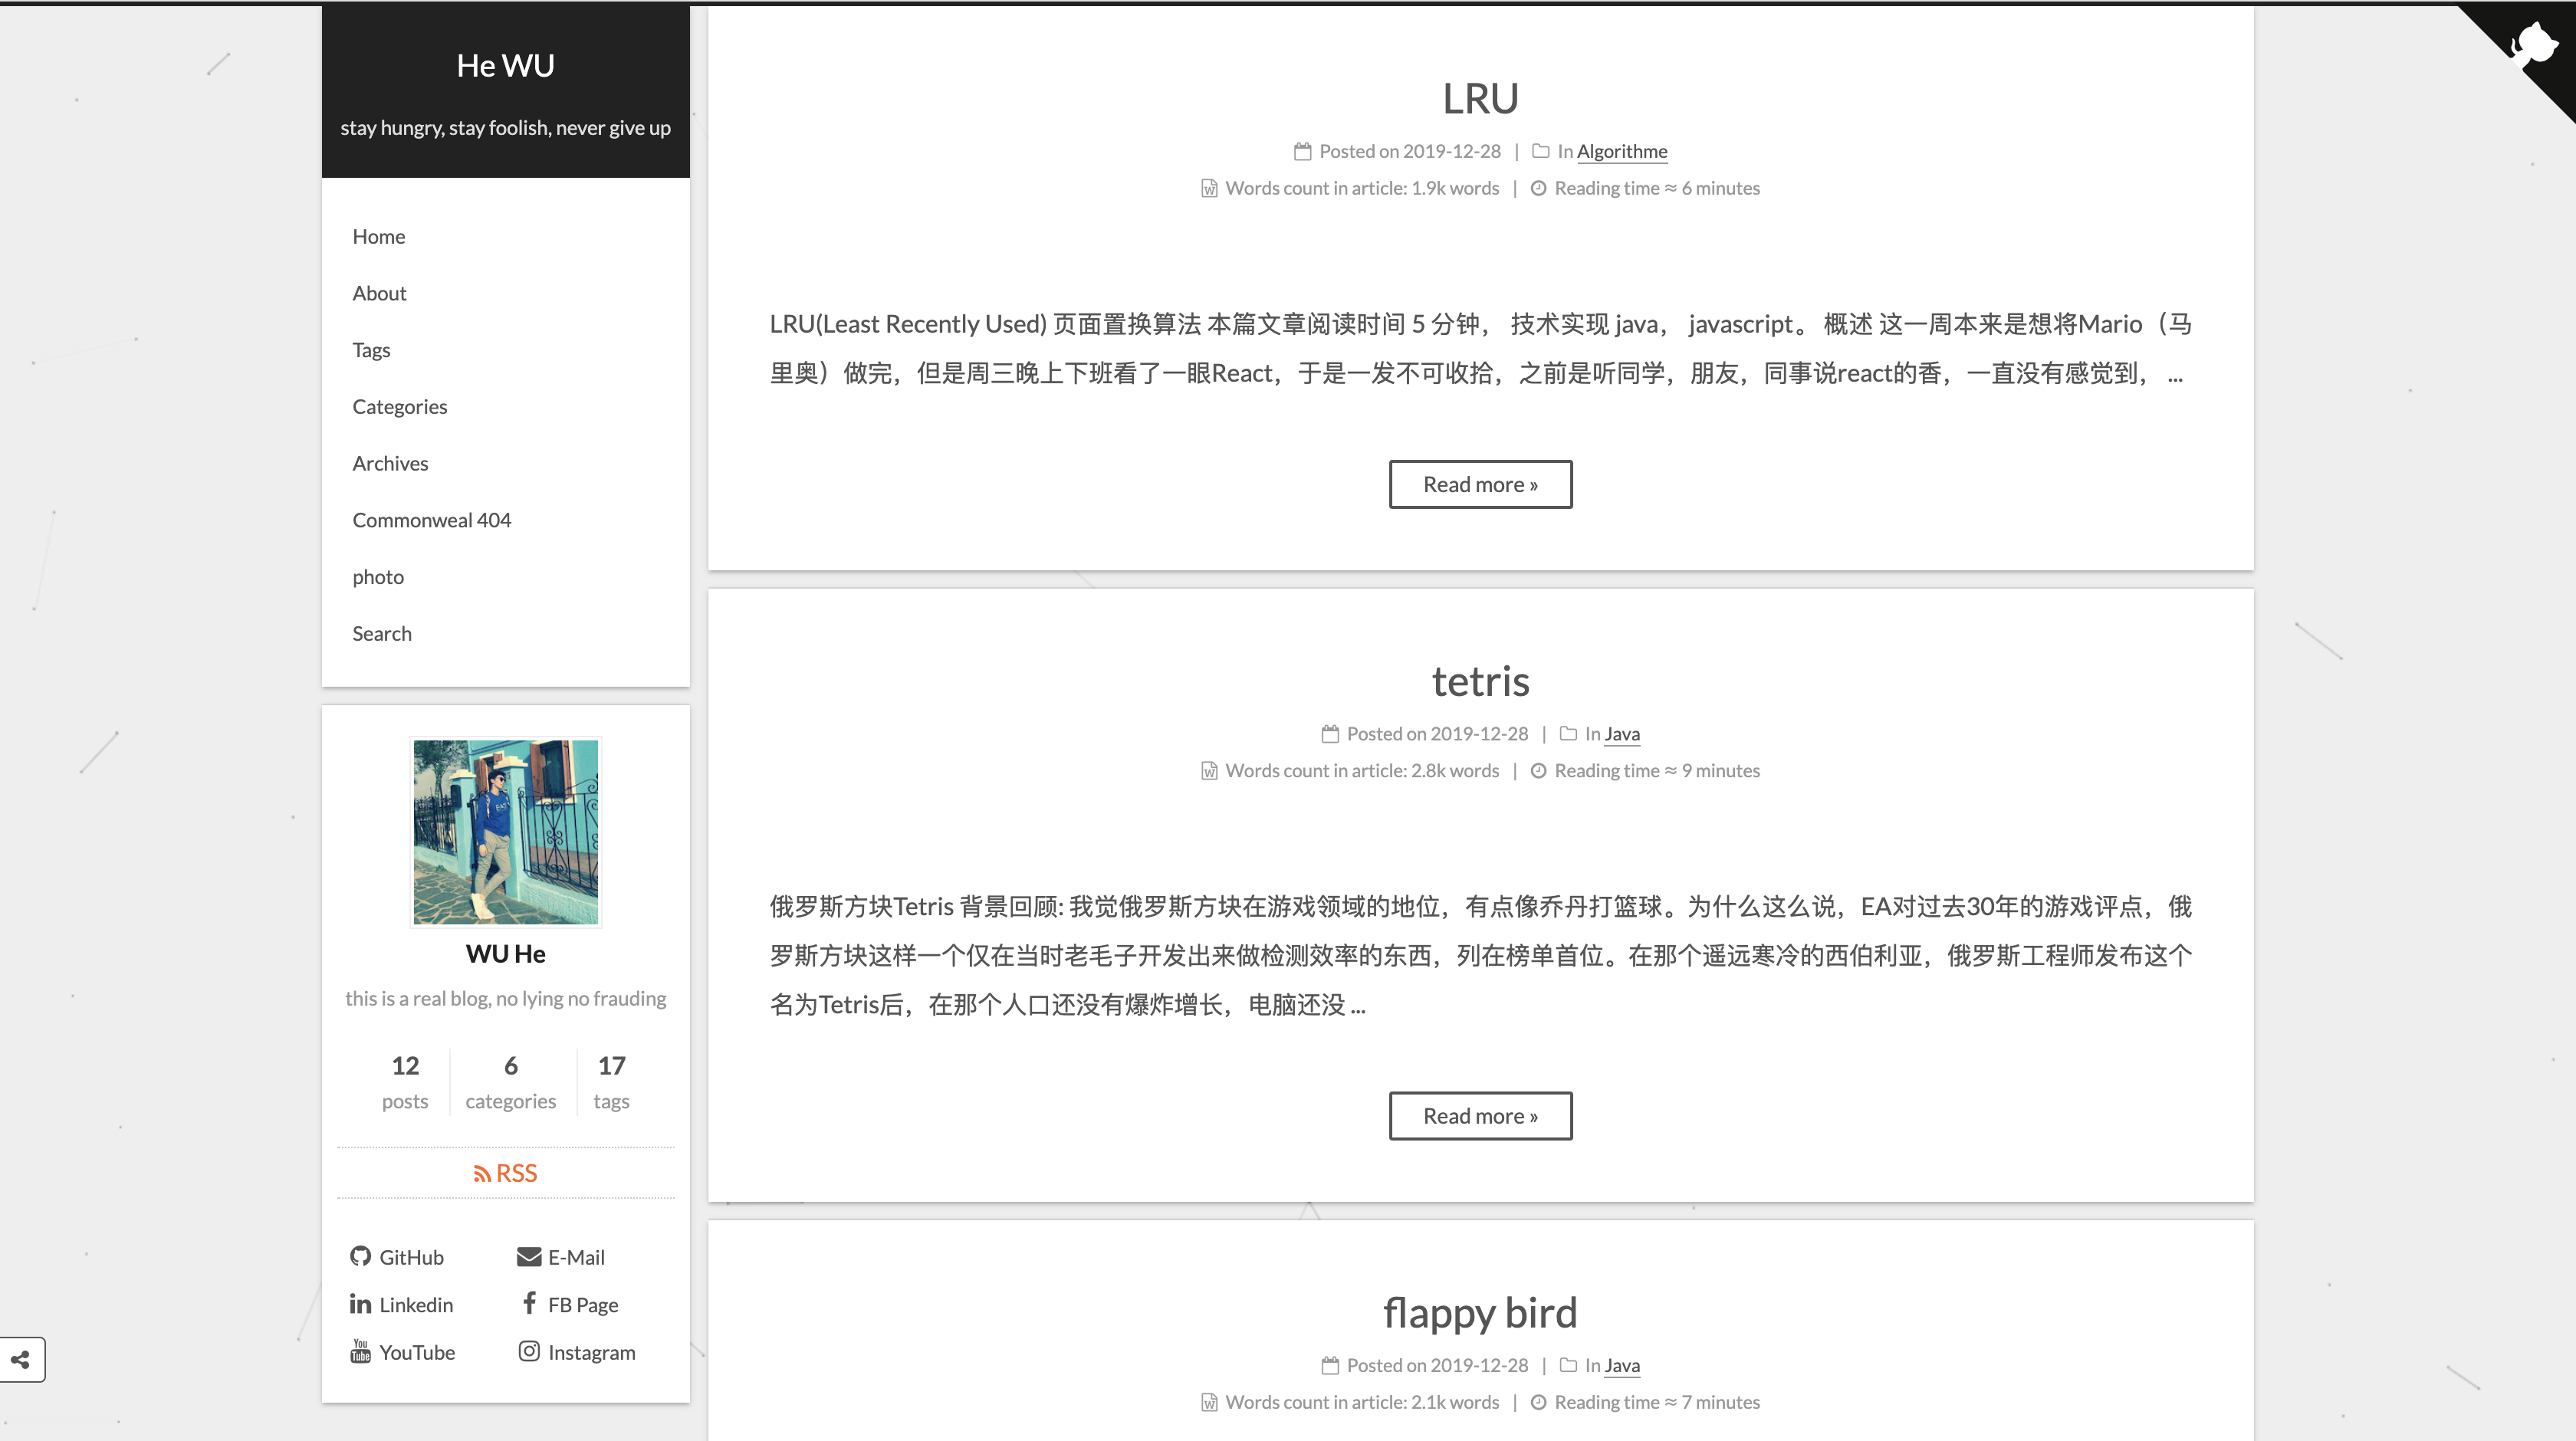 He WU
stay hungry, stay foolish, never give up
Home
About
Tags
Categories
Archives
Commonweal 404
photo
Search
WU He
this is a real blog, no lying no frauding
12 6 17
posts categories tags
RSS
GitHub E-Mail
Linkedin FB Page
YouTube Instagram
LRU
Posted on 2019-12-28 | In Algorithme
Words count in article: 1.9k words | Reading time ≈ 6 minutes
LRU(Least Recently Used) 页面置换算法 本篇文章阅读时间 5 分钟， 技术实现 java， javascript。 概述 这一周本来是想将Mario（马
里奥）做完，但是周三晚上下班看了一眼React，于是一发不可收拾，之前是听同学，朋友，同事说react的香，一直没有感觉到， ...
Read more »
tetris
Posted on 2019-12-28 | In Java
Words count in article: 2.8k words | Reading time ≈ 9 minutes
俄罗斯方块Tetris 背景回顾: 我觉俄罗斯方块在游戏领域的地位，有点像乔丹打篮球。为什么这么说，EA对过去30年的游戏评点，俄
罗斯方块这样一个仅在当时老毛子开发出来做检测效率的东西，列在榜单首位。在那个遥远寒冷的西伯利亚，俄罗斯工程师发布这个
名为Tetris后，在那个人口还没有爆炸增长，电脑还没 ...
Read more »
flappy bird
Posted on 2019-12-28 | In Java
Words count in article: 2.1k words | Reading time ≈ 7 minutes